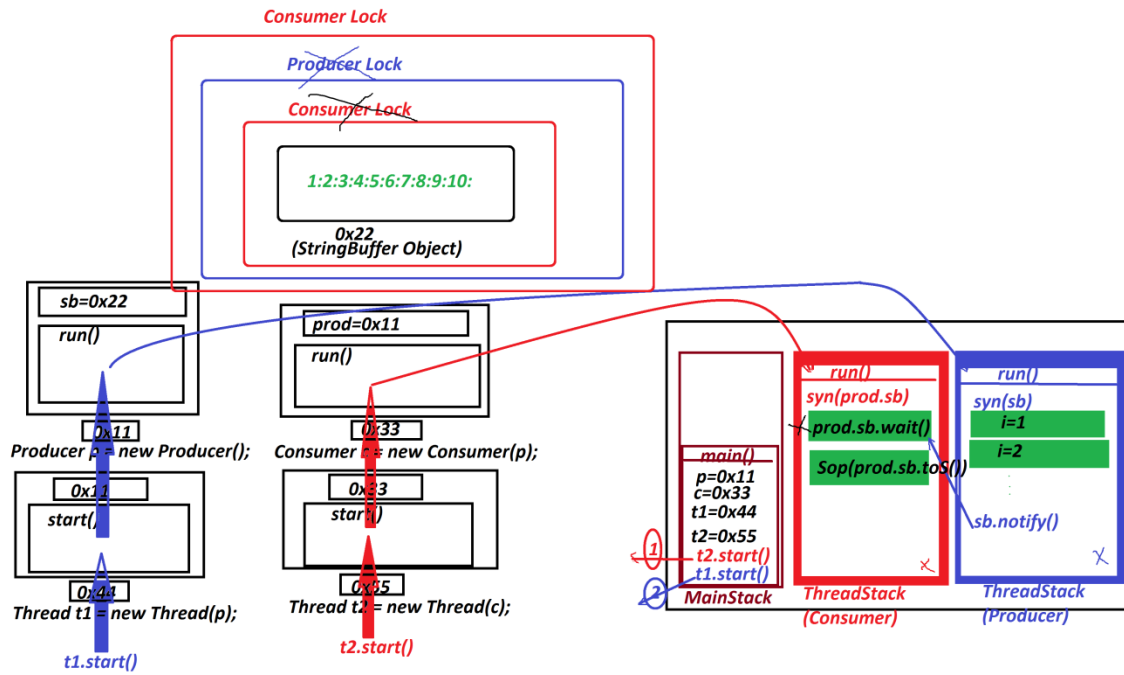 Consumer Lock
Producer Lock
Consumer Lock
1:2:3:4:5:6:7:8:9:10:
0x22
(StringBuffer Object)
sb=0x22
run()
0x11
Producer p = new Producer();
0x11
start()
0x44
Thread t1 = new Thread(p);
t1.start()
prod=0x11
run()
0x33
Consumer = new Consumer(p);
0x33
start()
0x55
Thread t2 = new Thread(c);
t2.start()
main()
p=0x11
c=0x33
t1=0x44
t2=0x55
1
t2.start()
2
t1.start()
MainStack
run()
syn(prod.sb)
prod.sb.wait()
Sop(prod.sb.toS())
x
ThreadStack
(Consumer)
run()
syn(sb)
i=1
i=2
sb.notify()
x
ThreadStack
(Producer)